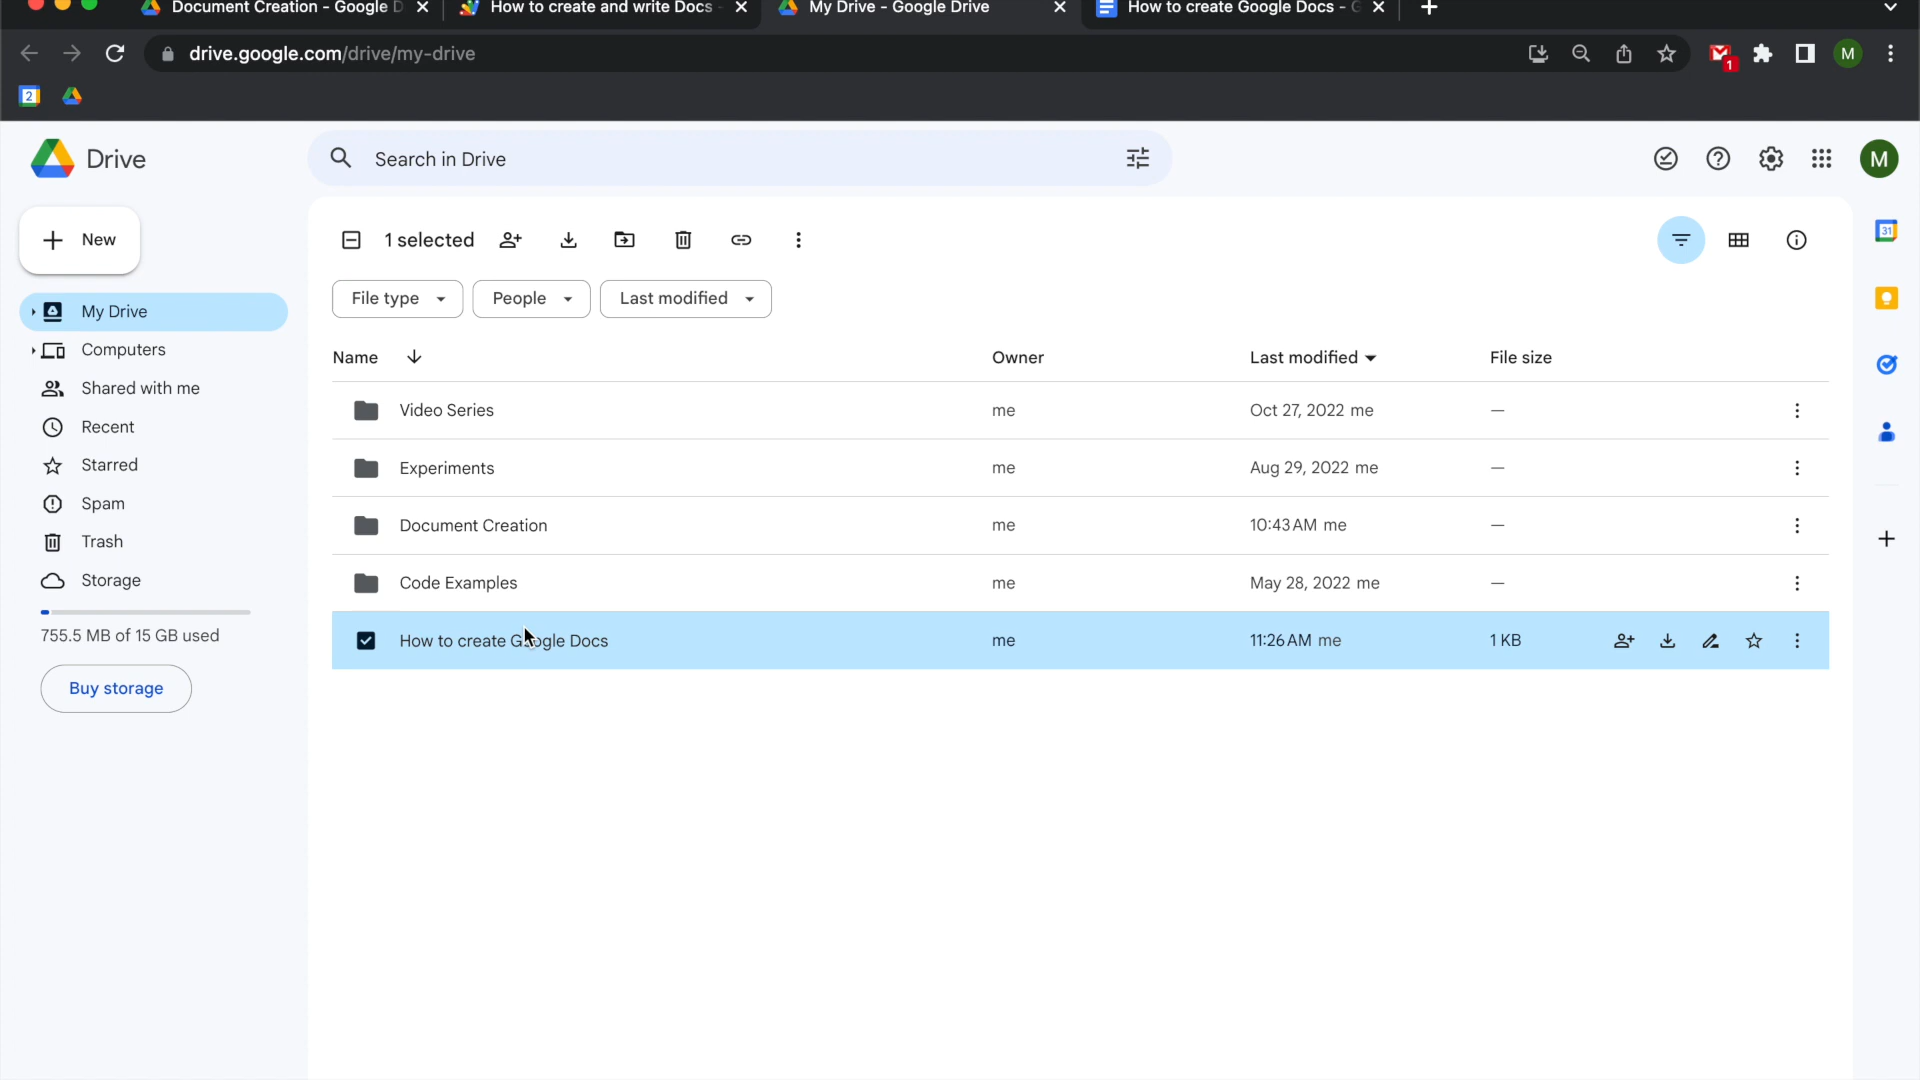 Document Creation - Google D
How to create and write Docs -
My Drive - Google Drive
How to create Google Docs - G
drive.google.com/drive/my-drive
1
M
2
Drive
Search in Drive
M
New
1 selected
31
File type
People
Last modified
My Drive
Computers
Shared with me
Recent
Starred
Spam
Trash
Storage
755.5 MB of 15 GB used
Buy storage
Name Owner Last modified File size
Video Series me Oct 27, 2022 me —
Experiments me Aug 29, 2022 me —
Document Creation me 10:43 AM me —
Code Examples me May 28, 2022 me —
How to create Google Docs me 11:26 AM me 1 KB